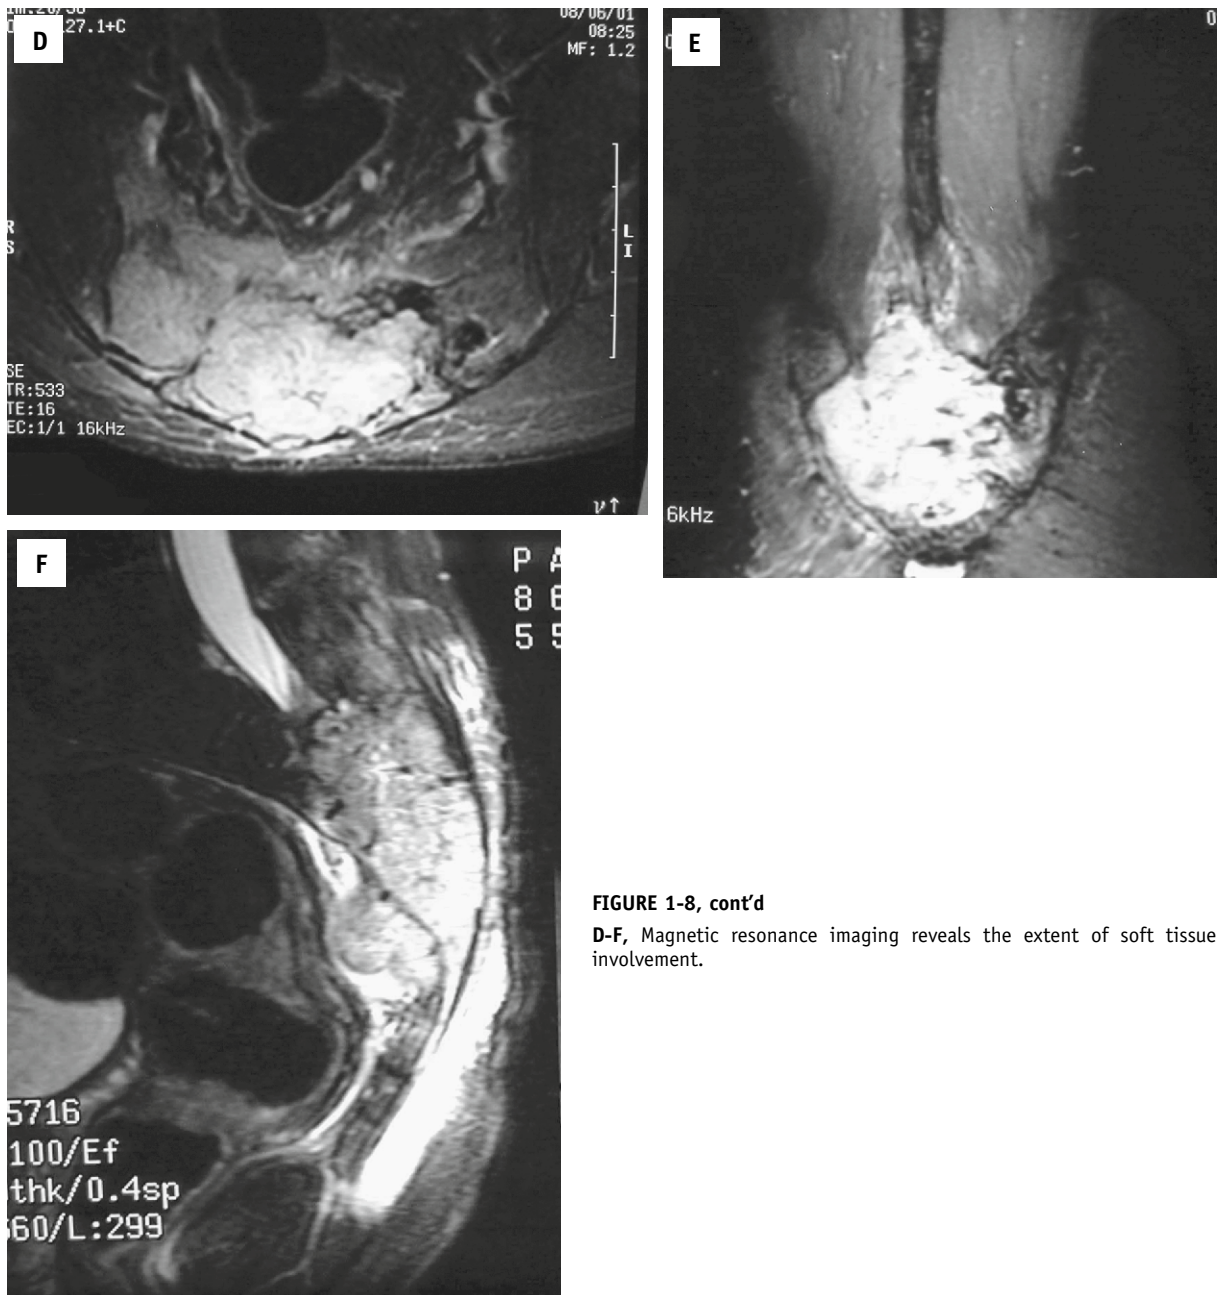 D
27.1+C
08/06/01
08:25
MF: 1.2
R
S
L
I
SE
TR:533
TE:16
EC:1/1 16kHz
E
0
6kHz
F
P A
8 6
5 5
5716
100/Ef
thk/0.4sp
60/L:299
FIGURE 1-8, cont’d
D-F, Magnetic resonance imaging reveals the extent of soft tissue
involvement.